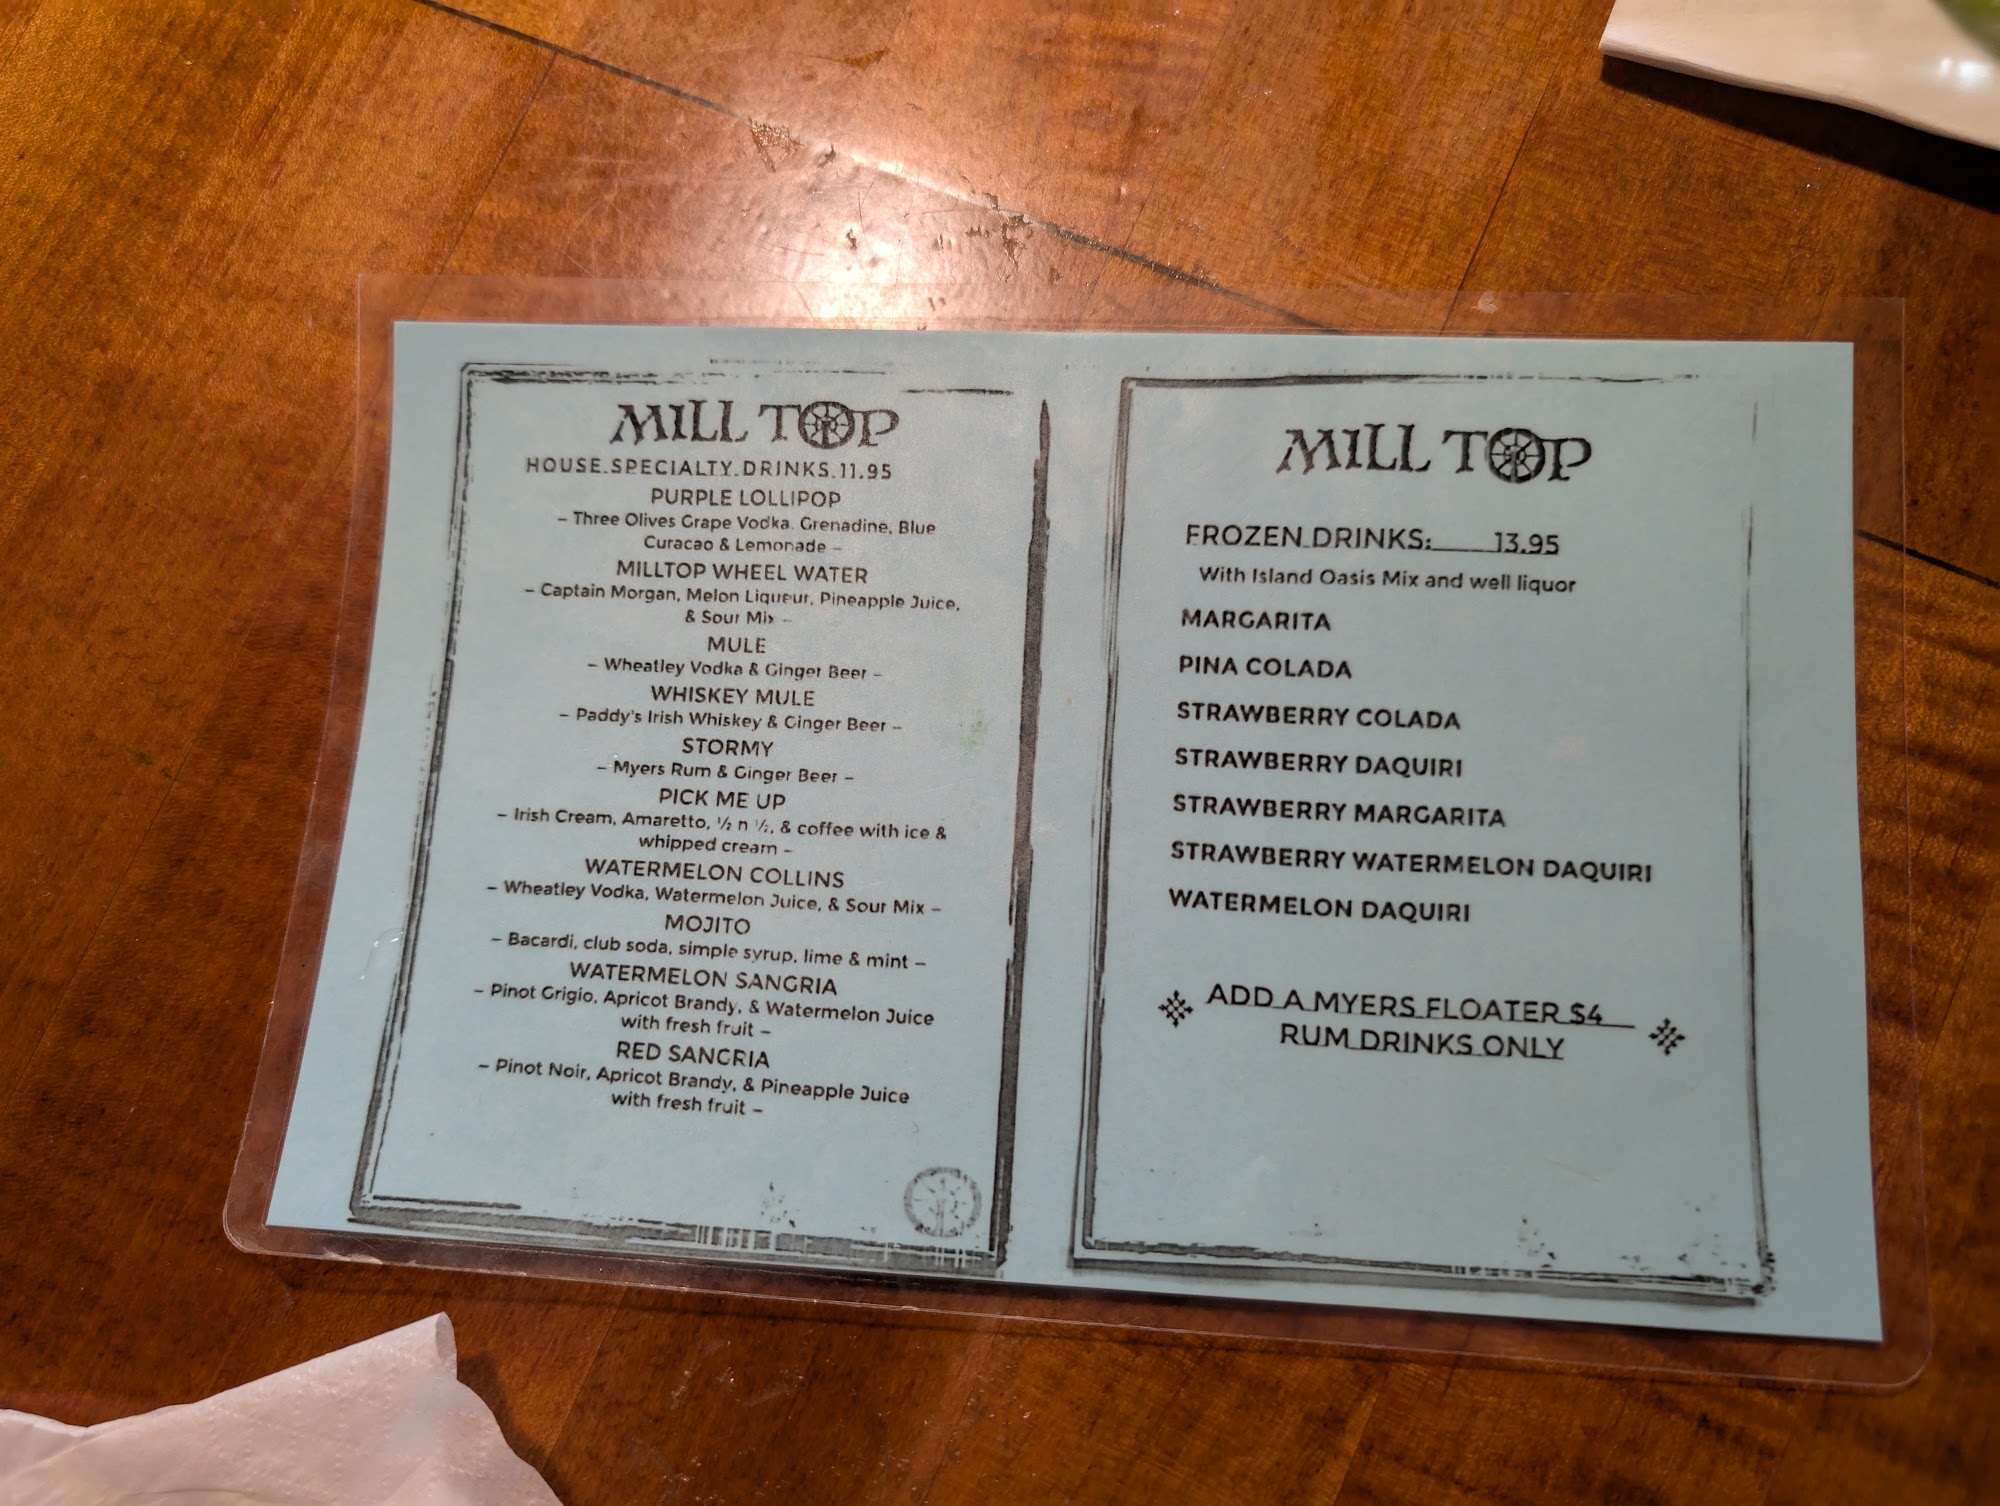 MILL TOP
HOUSE SPECIALTY DRINKS 11.95
PURPLE LOLLIPOP
– Three Olives Grape Vodka, Grenadine, Blue
Curacao & Lemonade –
MILLTOP WHEEL WATER
– Captain Morgan, Melon Liqueur, Pineapple Juice,
& Sour Mix –
MULE
– Wheatley Vodka & Ginger Beer –
WHISKEY MULE
– Paddy's Irish Whiskey & Ginger Beer –
STORMY
– Myers Rum & Ginger Beer –
PICK ME UP
– Irish Cream, Amaretto, ½ n ½, & coffee with ice &
whipped cream –
WATERMELON COLLINS
– Wheatley Vodka, Watermelon Juice, & Sour Mix –
MOJITO
– Bacardi, club soda, simple syrup, lime & mint –
WATERMELON SANGRIA
– Pinot Grigio, Apricot Brandy, & Watermelon Juice
with fresh fruit –
RED SANGRIA
– Pinot Noir, Apricot Brandy, & Pineapple Juice
with fresh fruit –
MILL TOP
FROZEN DRINKS: 13.95
With Island Oasis Mix and well liquor
MARGARITA
PINA COLADA
STRAWBERRY COLADA
STRAWBERRY DAQUIRI
STRAWBERRY MARGARITA
STRAWBERRY WATERMELON DAQUIRI
WATERMELON DAQUIRI
ADD A MYERS FLOATER $4
RUM DRINKS ONLY